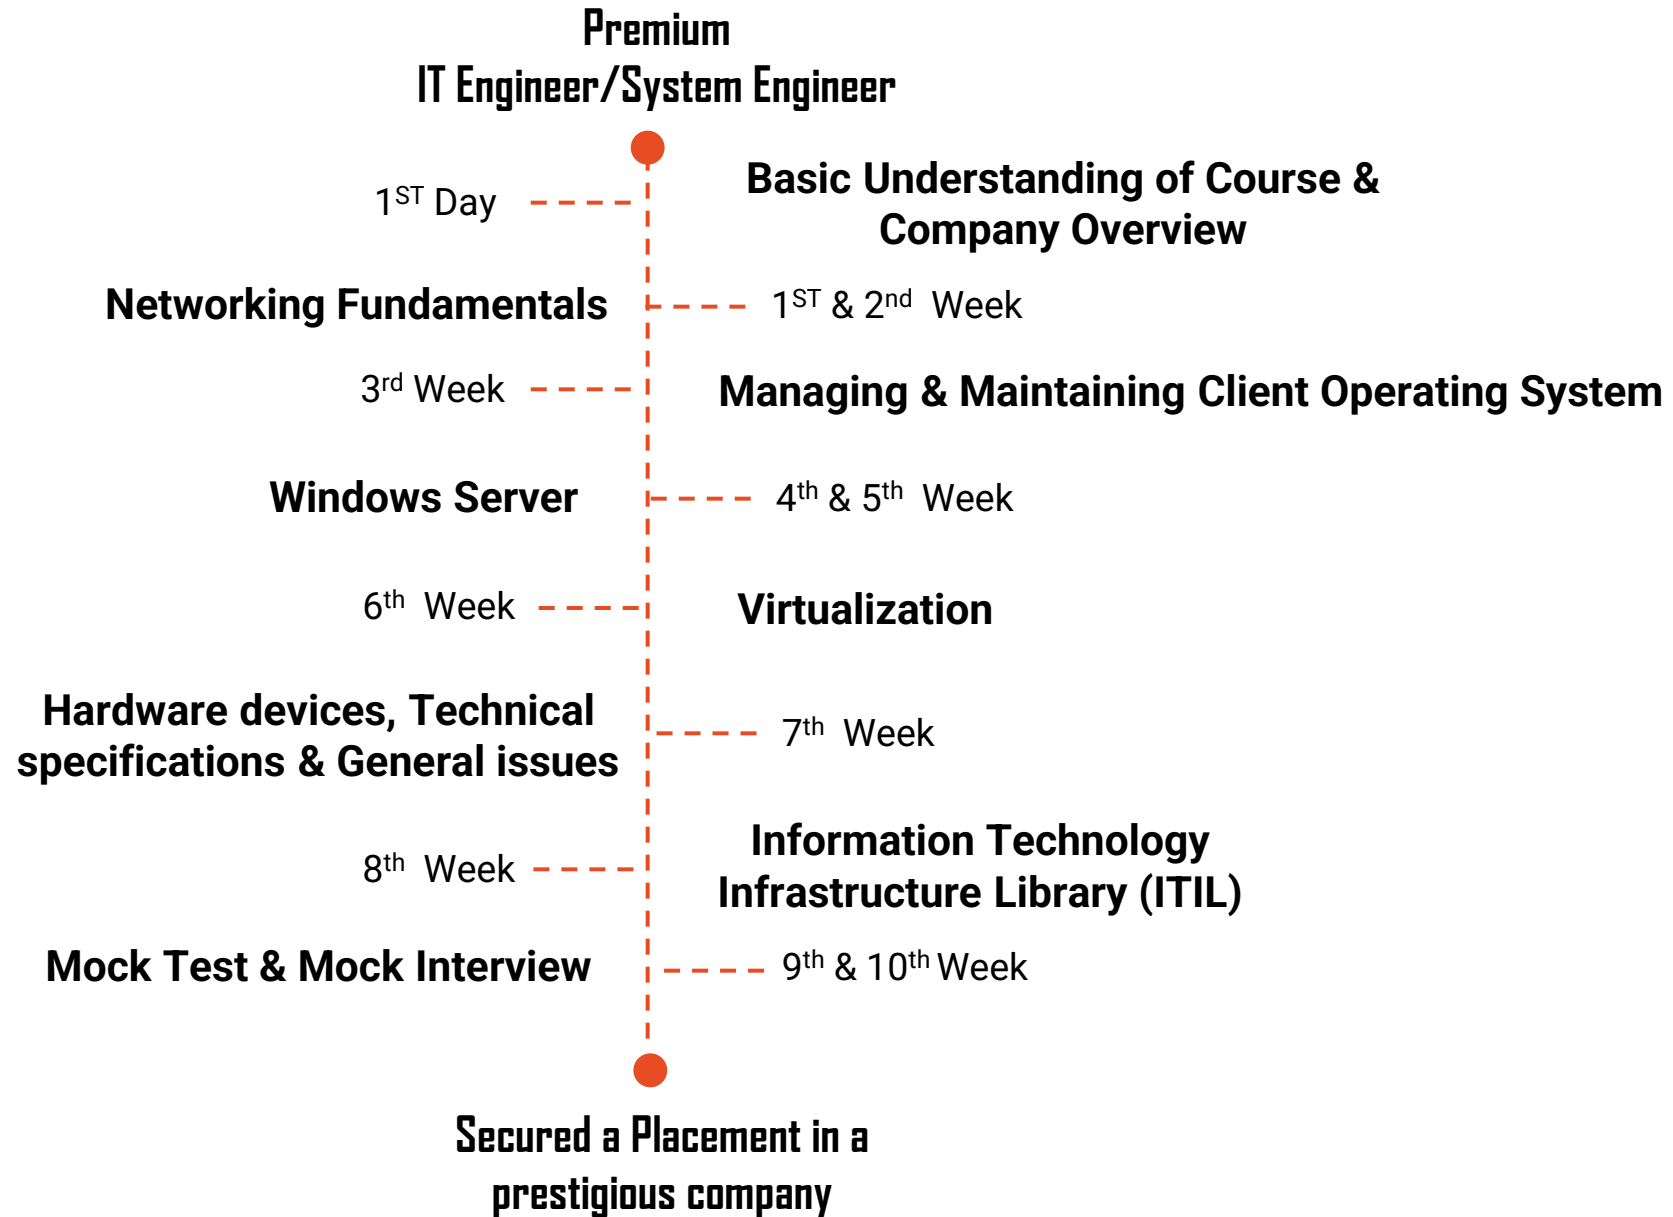 Premium
IT Engineer/System Engineer
1ST Day
Basic Understanding of Course &
Company Overview
Networking Fundamentals
1ST & 2nd Week
3rd Week
Managing & Maintaining Client Operating System
Windows Server
4th & 5th Week
6th Week
Virtualization
Hardware devices, Technical
specifications & General issues
7th Week
8th Week
Information Technology
Infrastructure Library (ITIL)
Mock Test & Mock Interview
9th & 10th Week
Secured a Placement in a
prestigious company